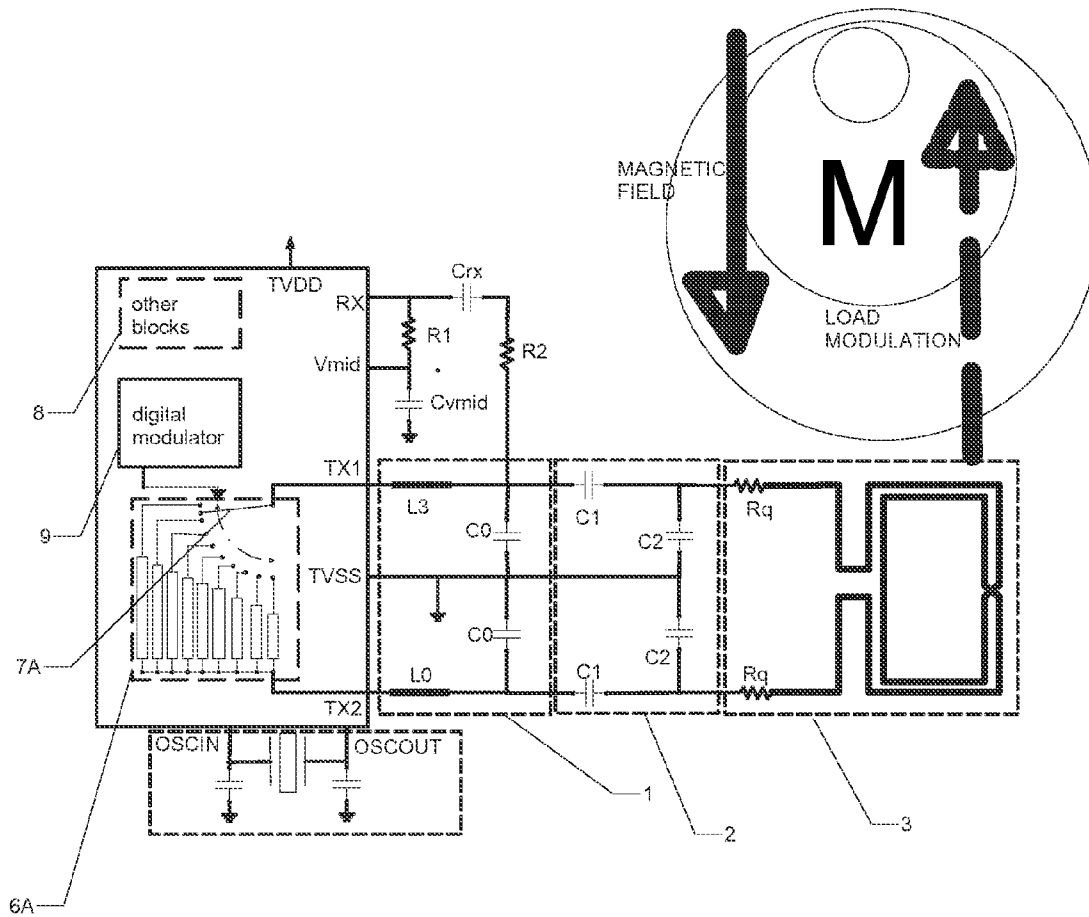 MAGNETIC
FIELD
M
LOAD
MODULATION
TVDD
other
blocks
RX
Crx
R1
R2
Vmid
Cvmid
8
digital
modulator
9
TX1
L3
C1
Rq
C0
C2
TVSS
C0
C2
7A
L0
C1
Rq
TX2
OSCIN
OSCOUT
1
2
3
6A